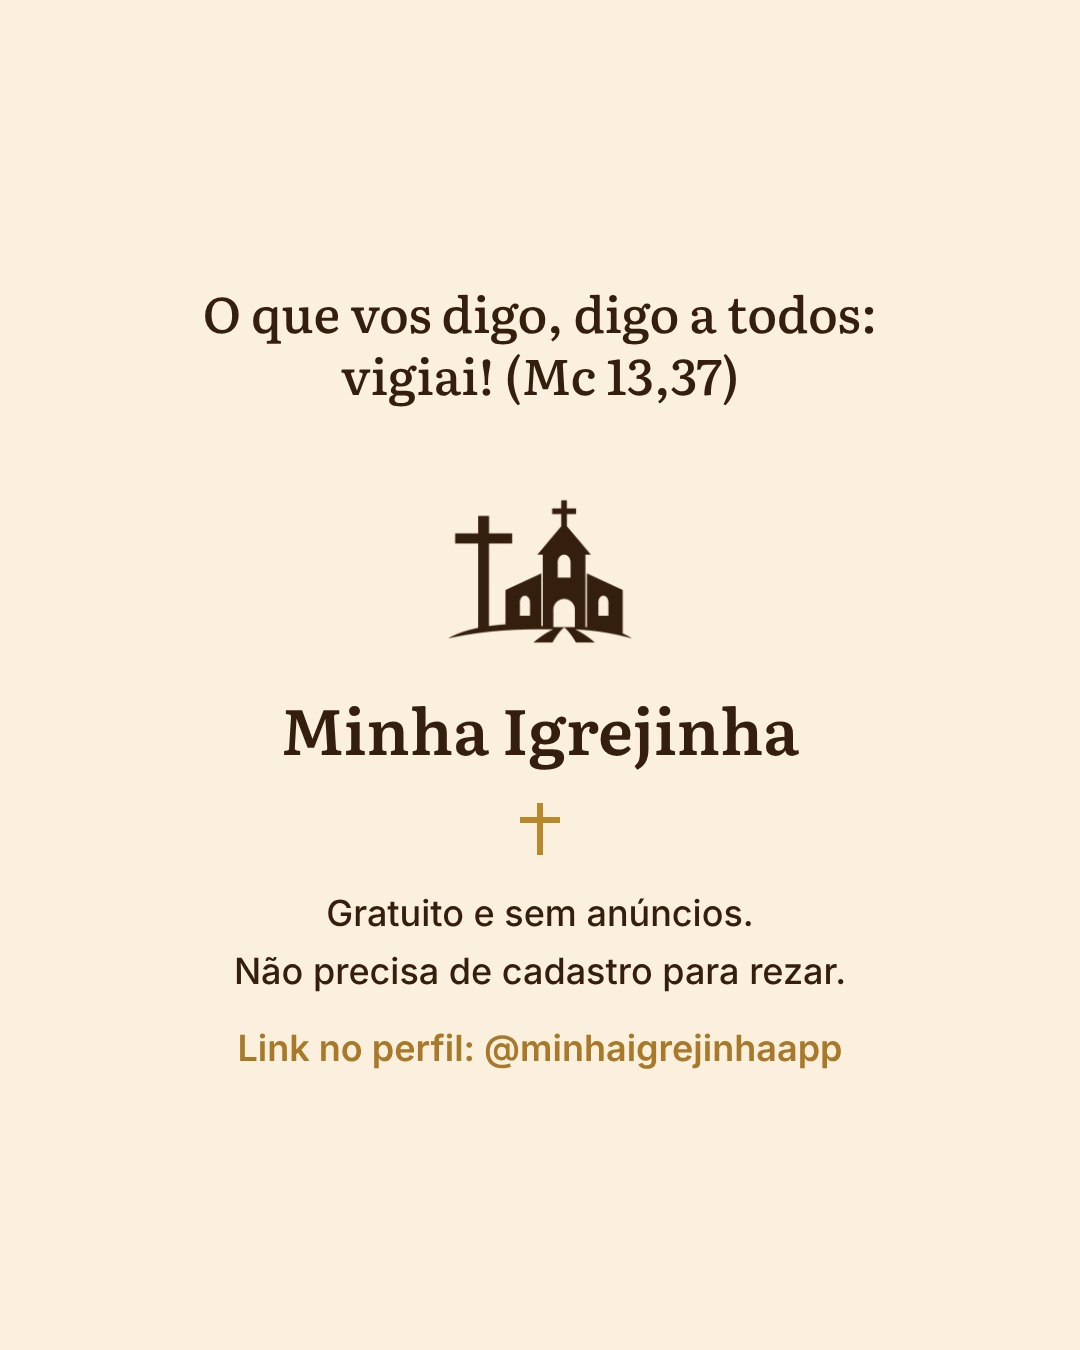 O que vos digo, digo a todos:
vigiai! (Mc 13,37)
Minha Igrejinha
Gratuito e sem anúncios.
Não precisa de cadastro para rezar.
Link no perfil: @minhaigrejinhaapp